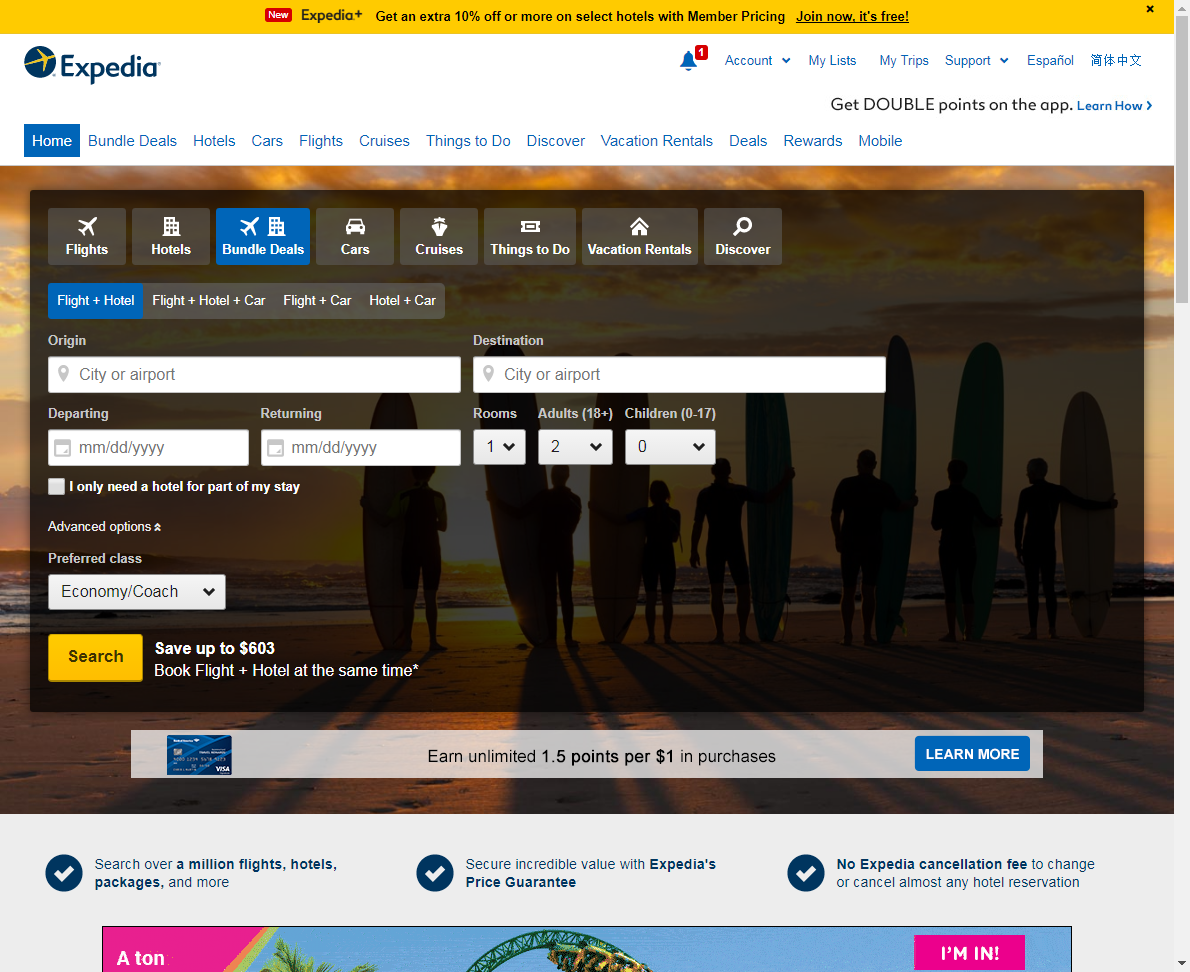 New Expedia+ Get an extra 10% off or more on select hotels with Member Pricing Join now, it's free!
Expedia
1
Account My Lists My Trips Support Español 简体中文
Get DOUBLE points on the app. Learn How
Home Bundle Deals Hotels Cars Flights Cruises Things to Do Discover Vacation Rentals Deals Rewards Mobile
Flights Hotels Bundle Deals Cars Cruises Things to Do Vacation Rentals Discover
Flight + Hotel Flight + Hotel + Car Flight + Car Hotel + Car
Origin Destination
City or airport City or airport
Departing Returning Rooms Adults (18+) Children (0-17)
mm/dd/yyyy mm/dd/yyyy 1 2 0
I only need a hotel for part of my stay
Advanced options
Preferred class
Economy/Coach
Search
Save up to $603
Book Flight + Hotel at the same time*
VISA
Earn unlimited 1.5 points per $1 in purchases
LEARN MORE
Search over a million flights, hotels,
packages, and more
Secure incredible value with Expedia's
Price Guarantee
No Expedia cancellation fee to change
or cancel almost any hotel reservation
A ton
I'M IN!